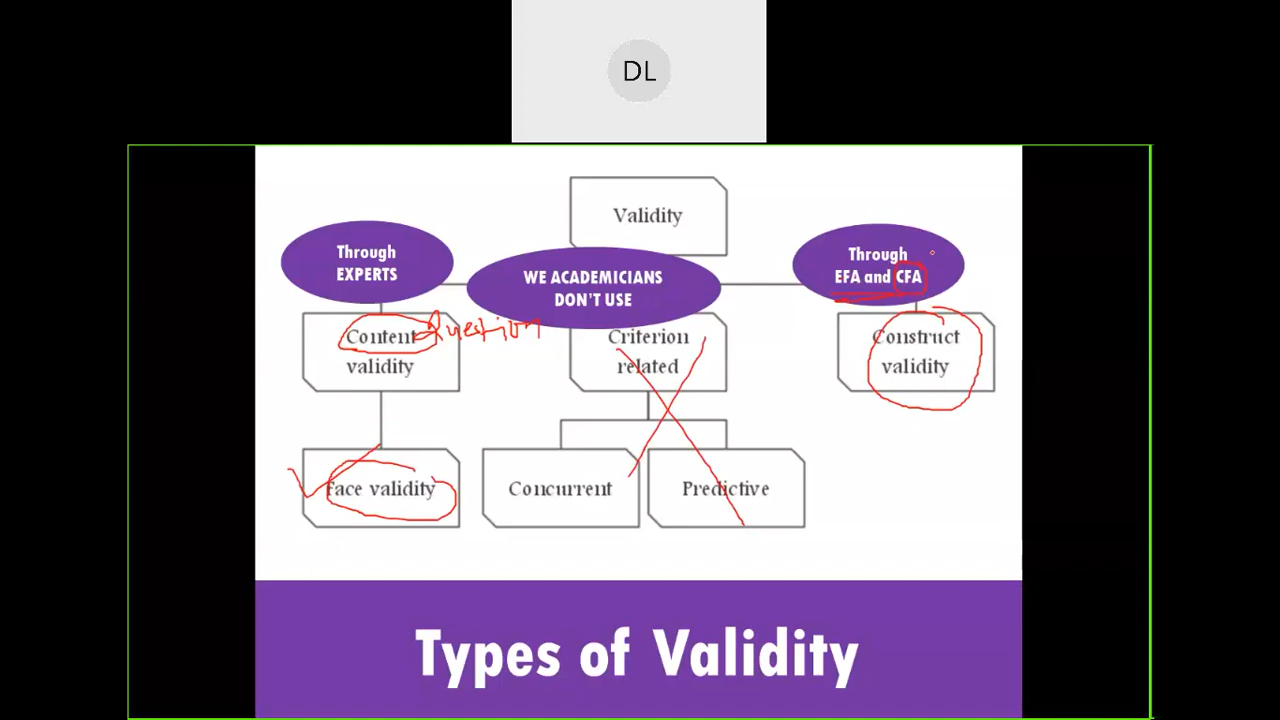 DL
Validity
Through
EXPERTS
WE ACADEMICIANS
DON'T USE
Through
EFA and CFA
Content
validity
Question
Criterion
related
Construct
validity
Face validity
Concurrent
Predictive
Types of Validity